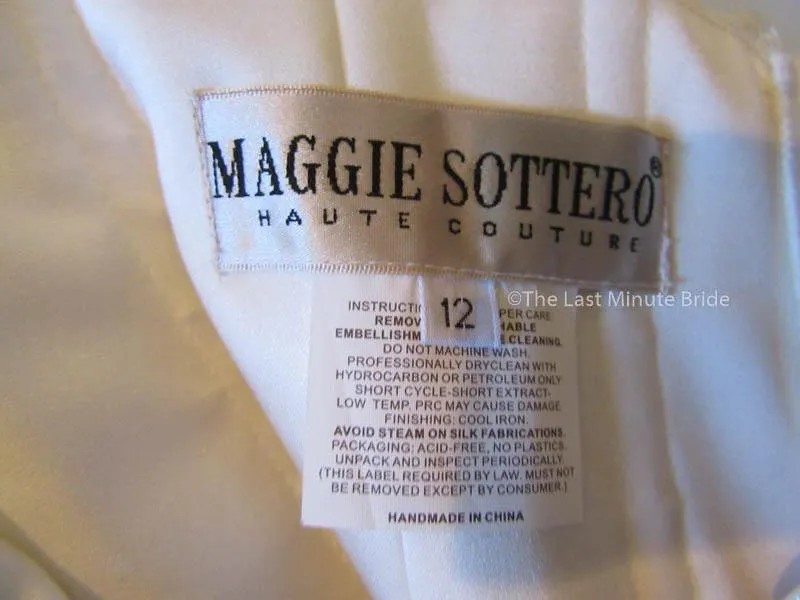 MAGGIE SOTTERO®
HAUTE COUTURE
12
©The Last Minute Bride
PER CARE
REMOV
EMBELLISHM CLEANING.
DO NOT MACHINE WASH.
PROFESSIONALLY DRYCLEAN WITH
HYDROCARBON OR PETROLEUM ONLY
SHORT CYCLE-SHORT EXTRACT-
LOW TEMP. PRC MAY CAUSE DAMAGE
FINISHING: COOL IRON.
AVOID STEAM ON SILK FABRICATIONS.
PACKAGING: ACID-FREE, NO PLASTICS.
UNPACK AND INSPECT PERIODICALLY.
(THIS LABEL REQUIRED BY LAW. MUST NOT
BE REMOVED EXCEPT BY CONSUMER.)
HANDMADE IN CHINA